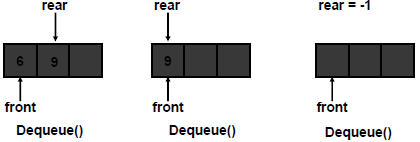 rear
6 9
front
Dequeue()
rear
9
front
Dequeue()
rear = -1
front
Dequeue()